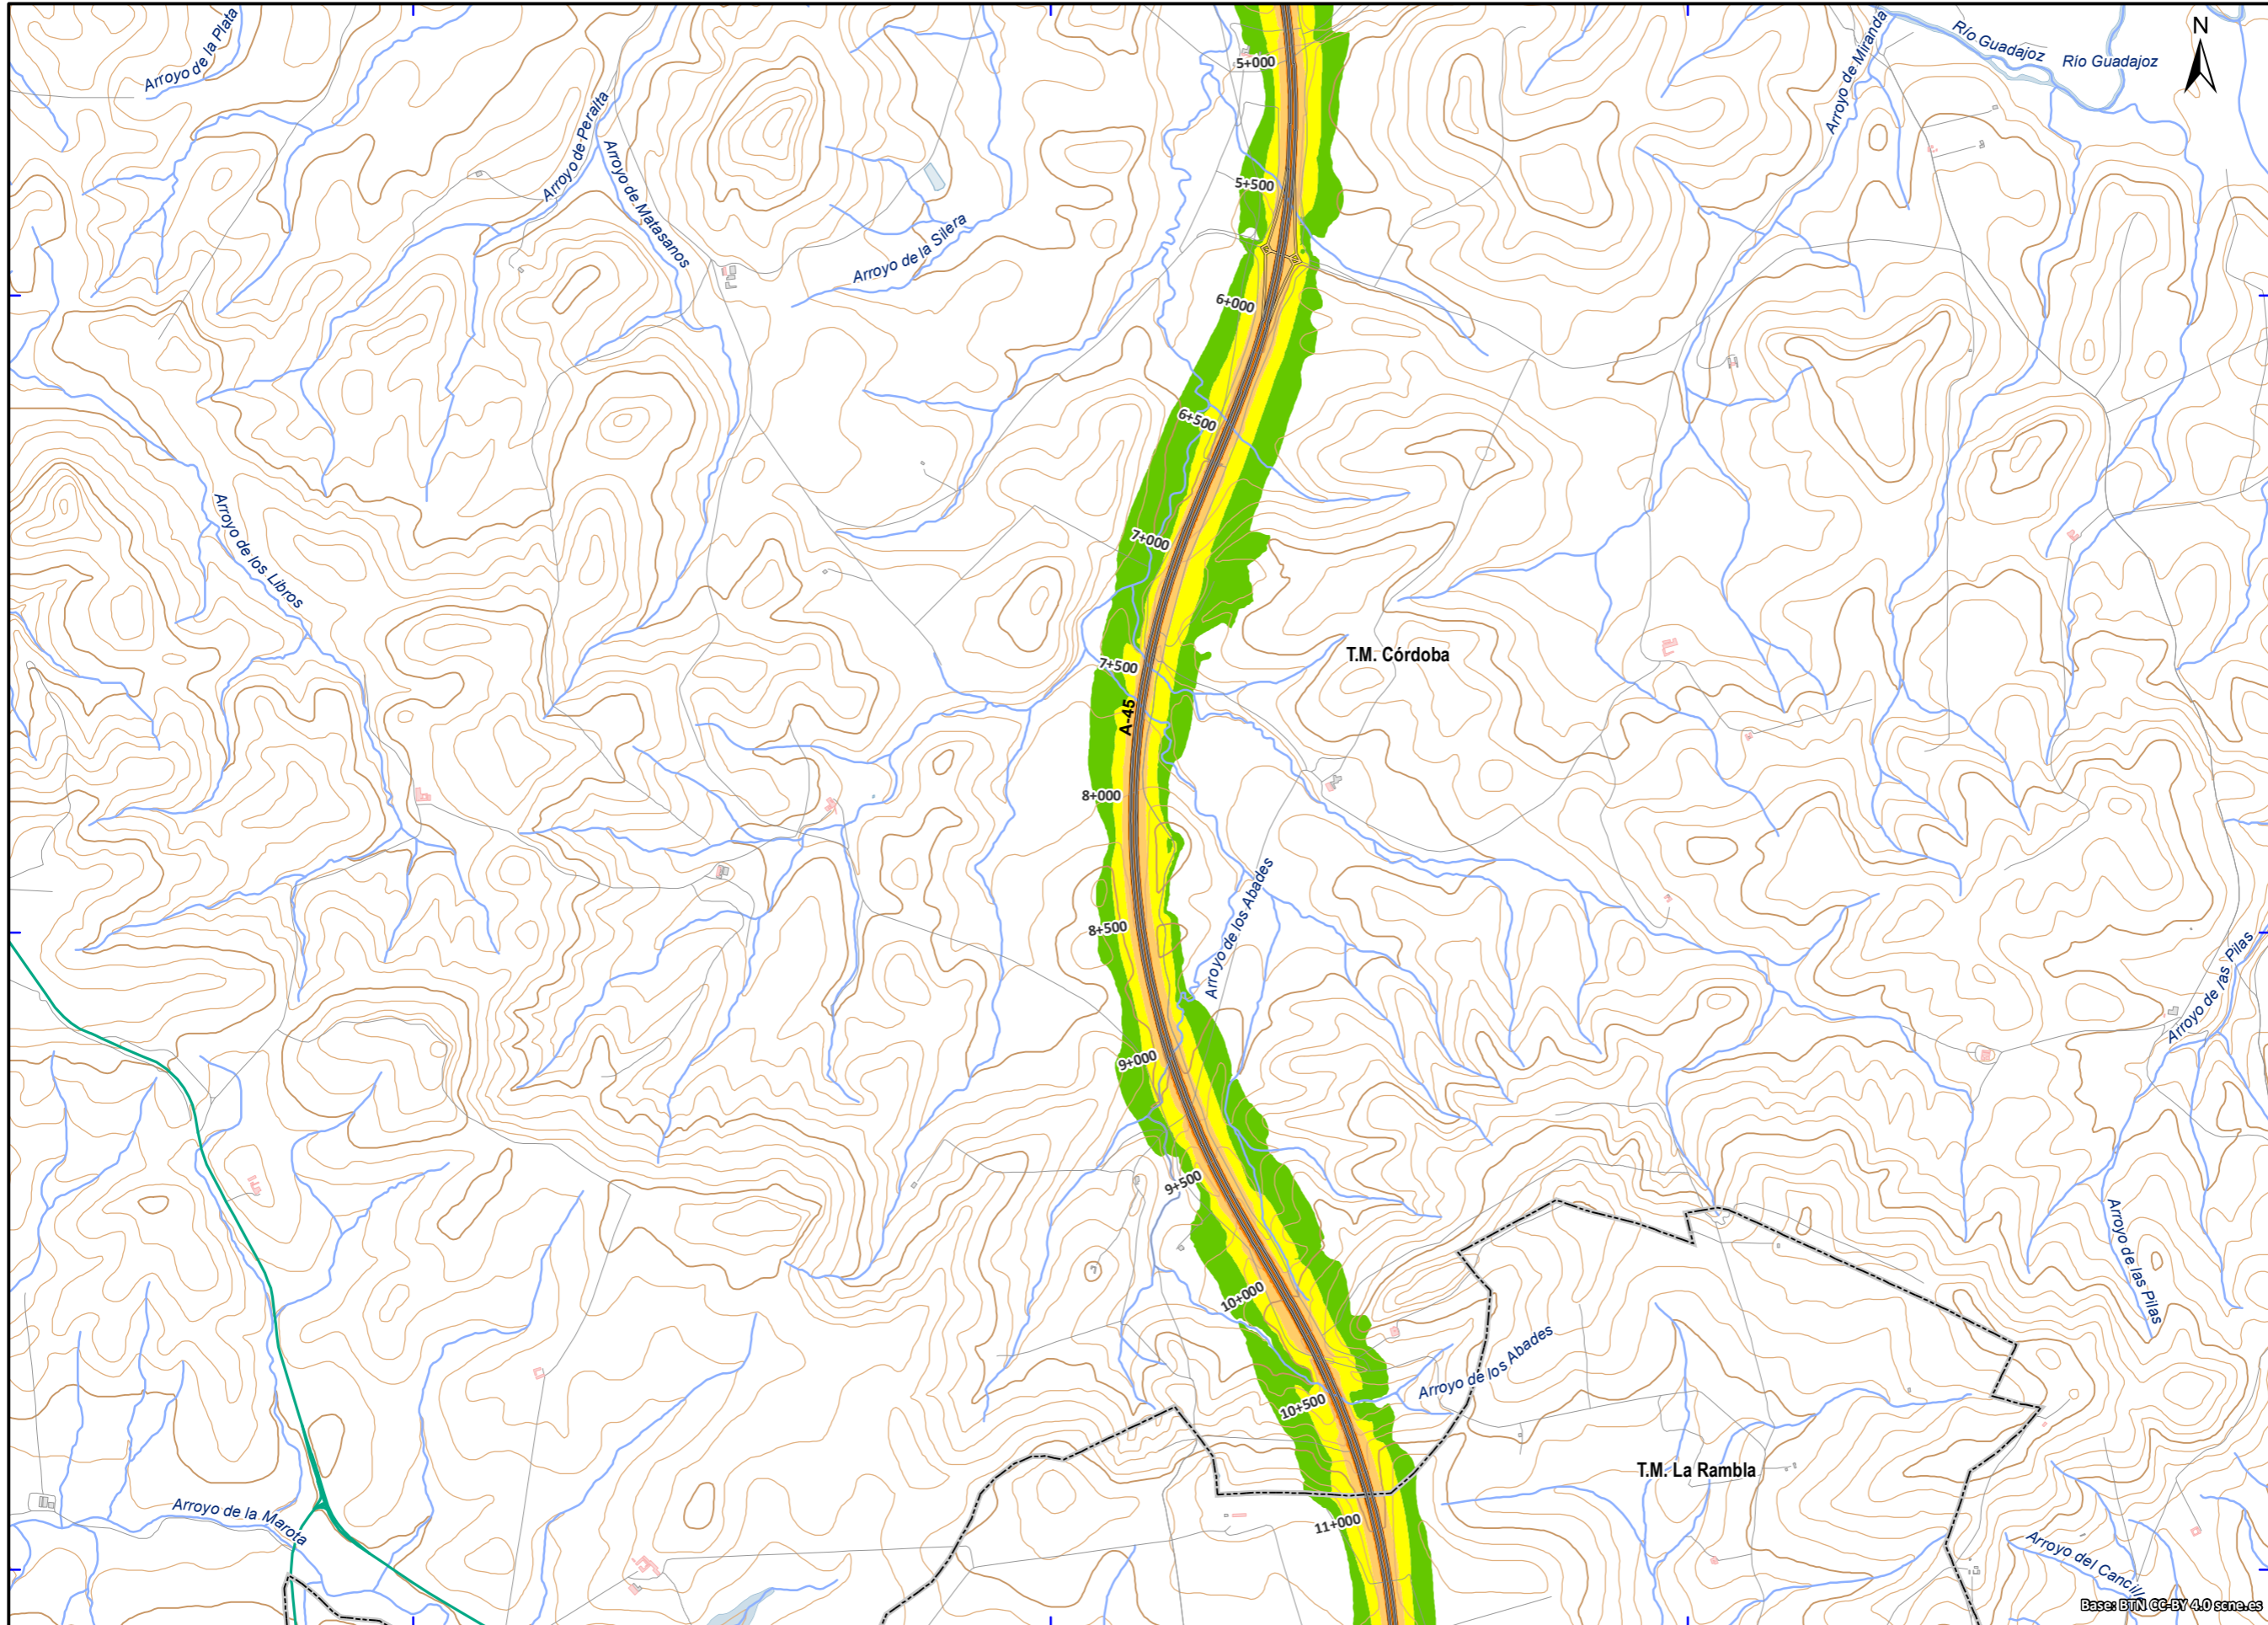 Arroyo de la Plata
5+000
Arroyo de Miranda
Río Guadajoz
Río Guadajoz
N
Arroyo de Peralta
Arroyo de Matasanos
5+500
Arroyo de la Silera
6+000
6+500
Arroyo de los Libros
7+000
7+500
T.M. Córdoba
A-45
8+000
Arroyo de los Abades
8+500
Arroyo de las Pilas
9+000
9+500
Arroyo de las Pilas
10+000
Arroyo de los Abades
10+500
T.M. La Rambla
Arroyo de la Marota
11+000
Arroyo del Cancill
Base: BTN CC-BY 4.0 scne.es